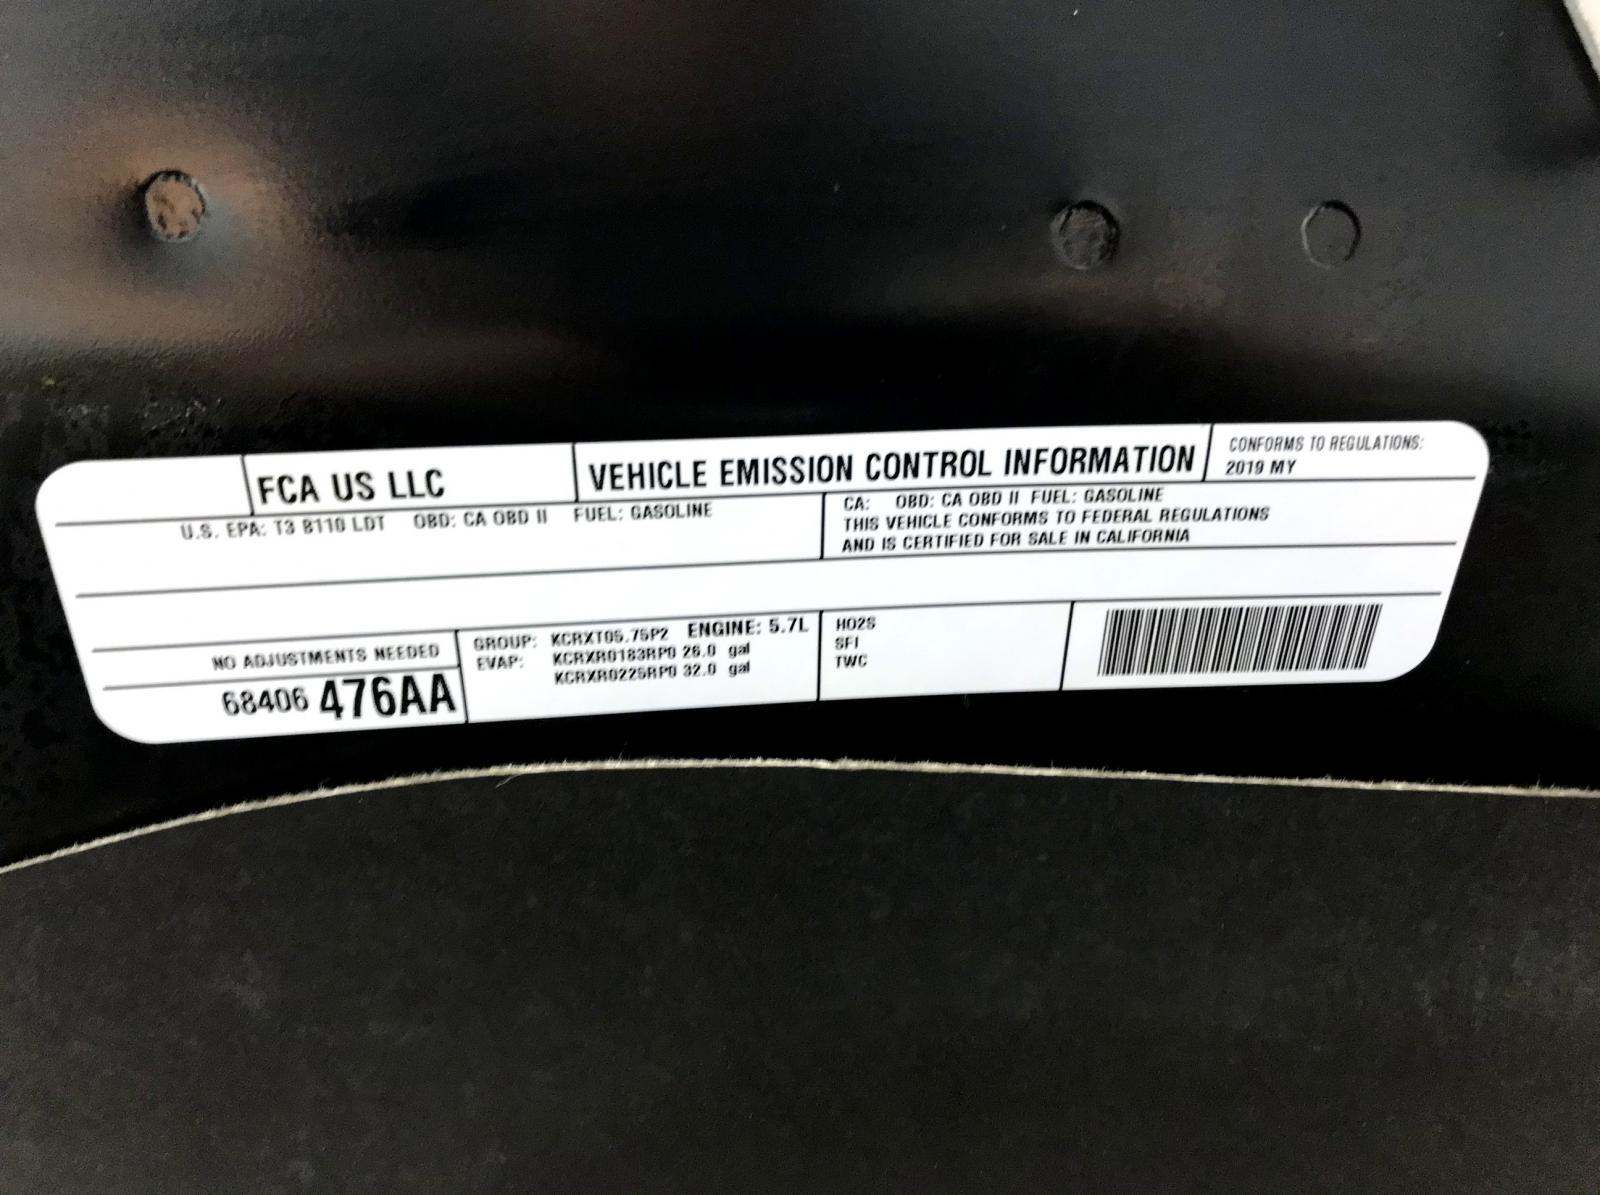 FCA US LLC
VEHICLE EMISSION CONTROL INFORMATION
CONFORMS TO REGULATIONS:
2019 MY
U.S. EPA: T3 B110 LDT OBD: CA OBD II FUEL: GASOLINE
CA: OBD: CA OBD II FUEL: GASOLINE
THIS VEHICLE CONFORMS TO FEDERAL REGULATIONS
AND IS CERTIFIED FOR SALE IN CALIFORNIA
NO ADJUSTMENTS NEEDED
68406 476AA
GROUP: KCRXT05.75P2 ENGINE: 5.7L
EVAP: KCRXR0183RP0 26.0 gal
KCRXR0225RP0 32.0 gal
HO2S
SFI
TWC